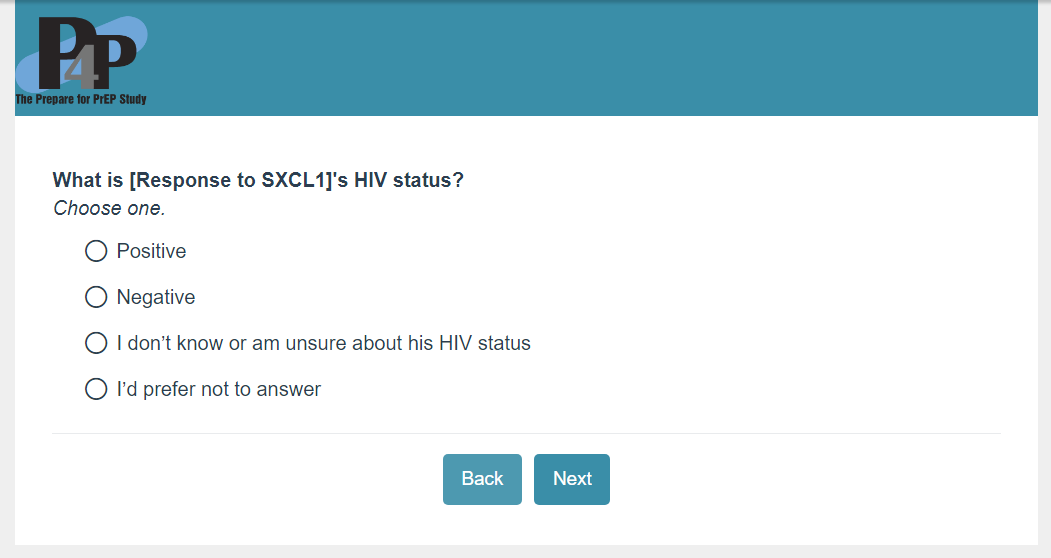 P4P
The Prepare for PrEP Study
What is [Response to SXCL1]'s HIV status?
Choose one.
Positive
Negative
I don’t know or am unsure about his HIV status
I’d prefer not to answer
Back Next